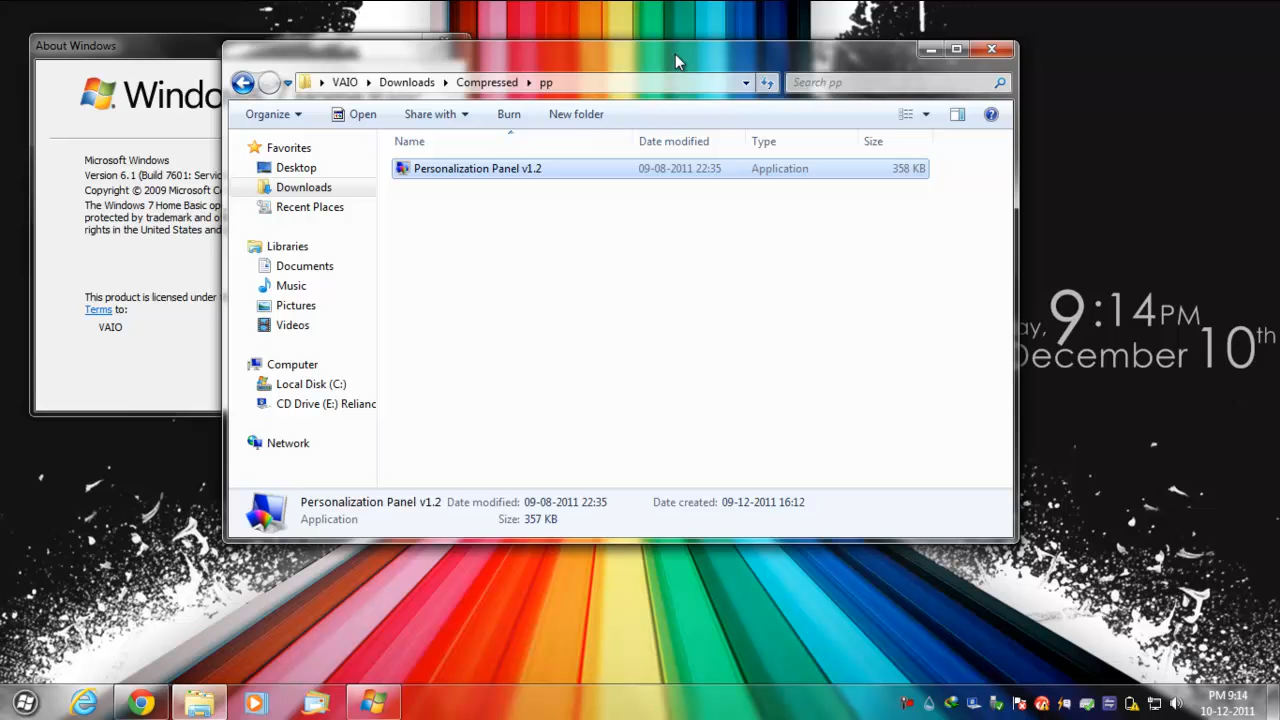 About Windows
Windo
Microsoft Windows
Version 6.1 (Build 7601: Servic
Copyright © 2009 Microsoft C
The Windows 7 Home Basic op
protected by trademark and o
rights in the United States and
This product is licensed under
Terms to:
VAIO
VAIO Downloads Compressed pp
Search pp
Organize Open Share with Burn New folder
Name Date modified Type Size
Personalization Panel v1.2 09-08-2011 22:35 Application 358 KB
Favorites
Desktop
Downloads
Recent Places
Libraries
Documents
Music
Pictures
Videos
Computer
Local Disk (C:)
CD Drive (E:) Relianc
Network
Personalization Panel v1.2 Date modified: 09-08-2011 22:35 Date created: 09-12-2011 16:12
Application Size: 357 KB
ay, 9:14PM
December 10th
PM 9:14
10-12-2011